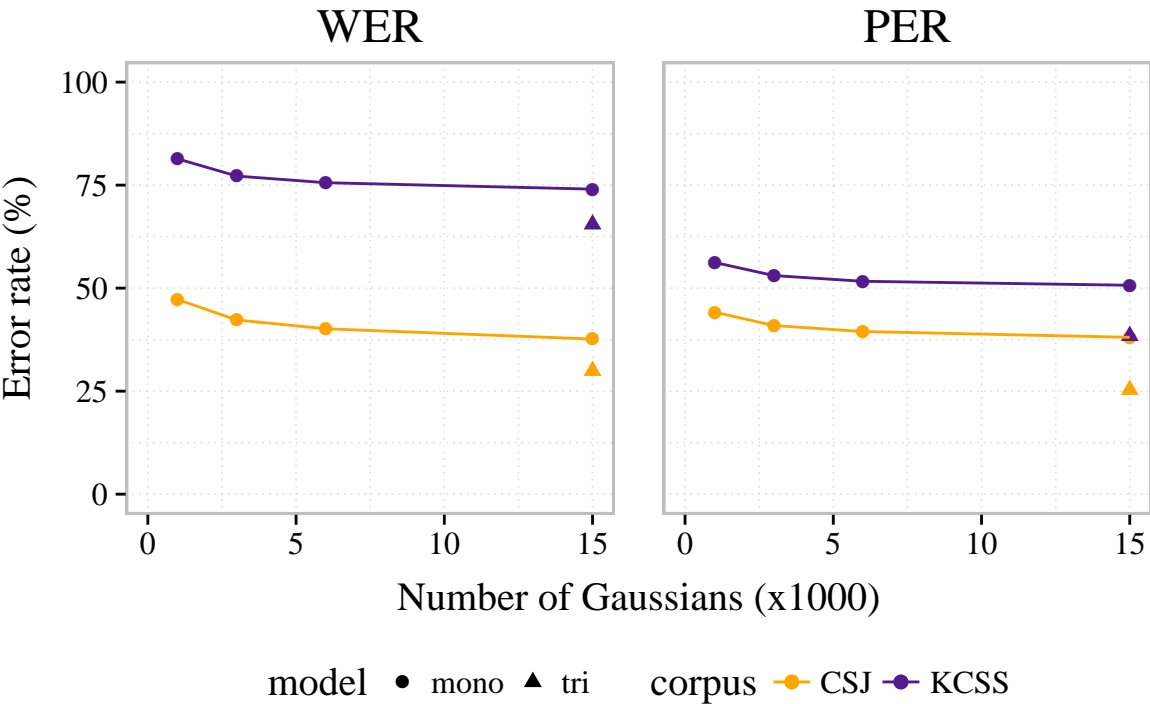 WER PER
Error rate (%)
100
75
50
25
0
0 5 10 15 0 5 10 15
Number of Gaussians (x1000)
model mono tri corpus CSJ KCSS